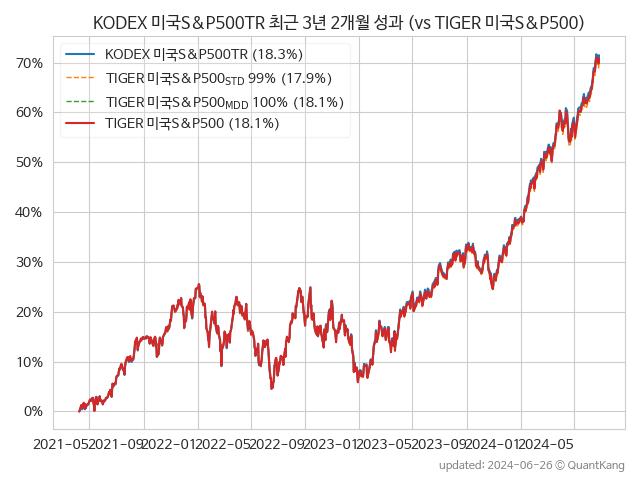 KODEX 미국S&P500TR 최근 3년 2개월 성과 (vs TIGER 미국S&P500)
KODEX 미국S&P500TR (18.3%)
TIGER 미국S&P500STD 99% (17.9%)
TIGER 미국S&P500MDD 100% (18.1%)
TIGER 미국S&P500 (18.1%)
70%
60%
50%
40%
30%
20%
10%
0%
2021-05 2021-09 2022-01 2022-05 2022-09 2023-01 2023-05 2023-09 2024-01 2024-05
updated: 2024-06-26 © QuantKang